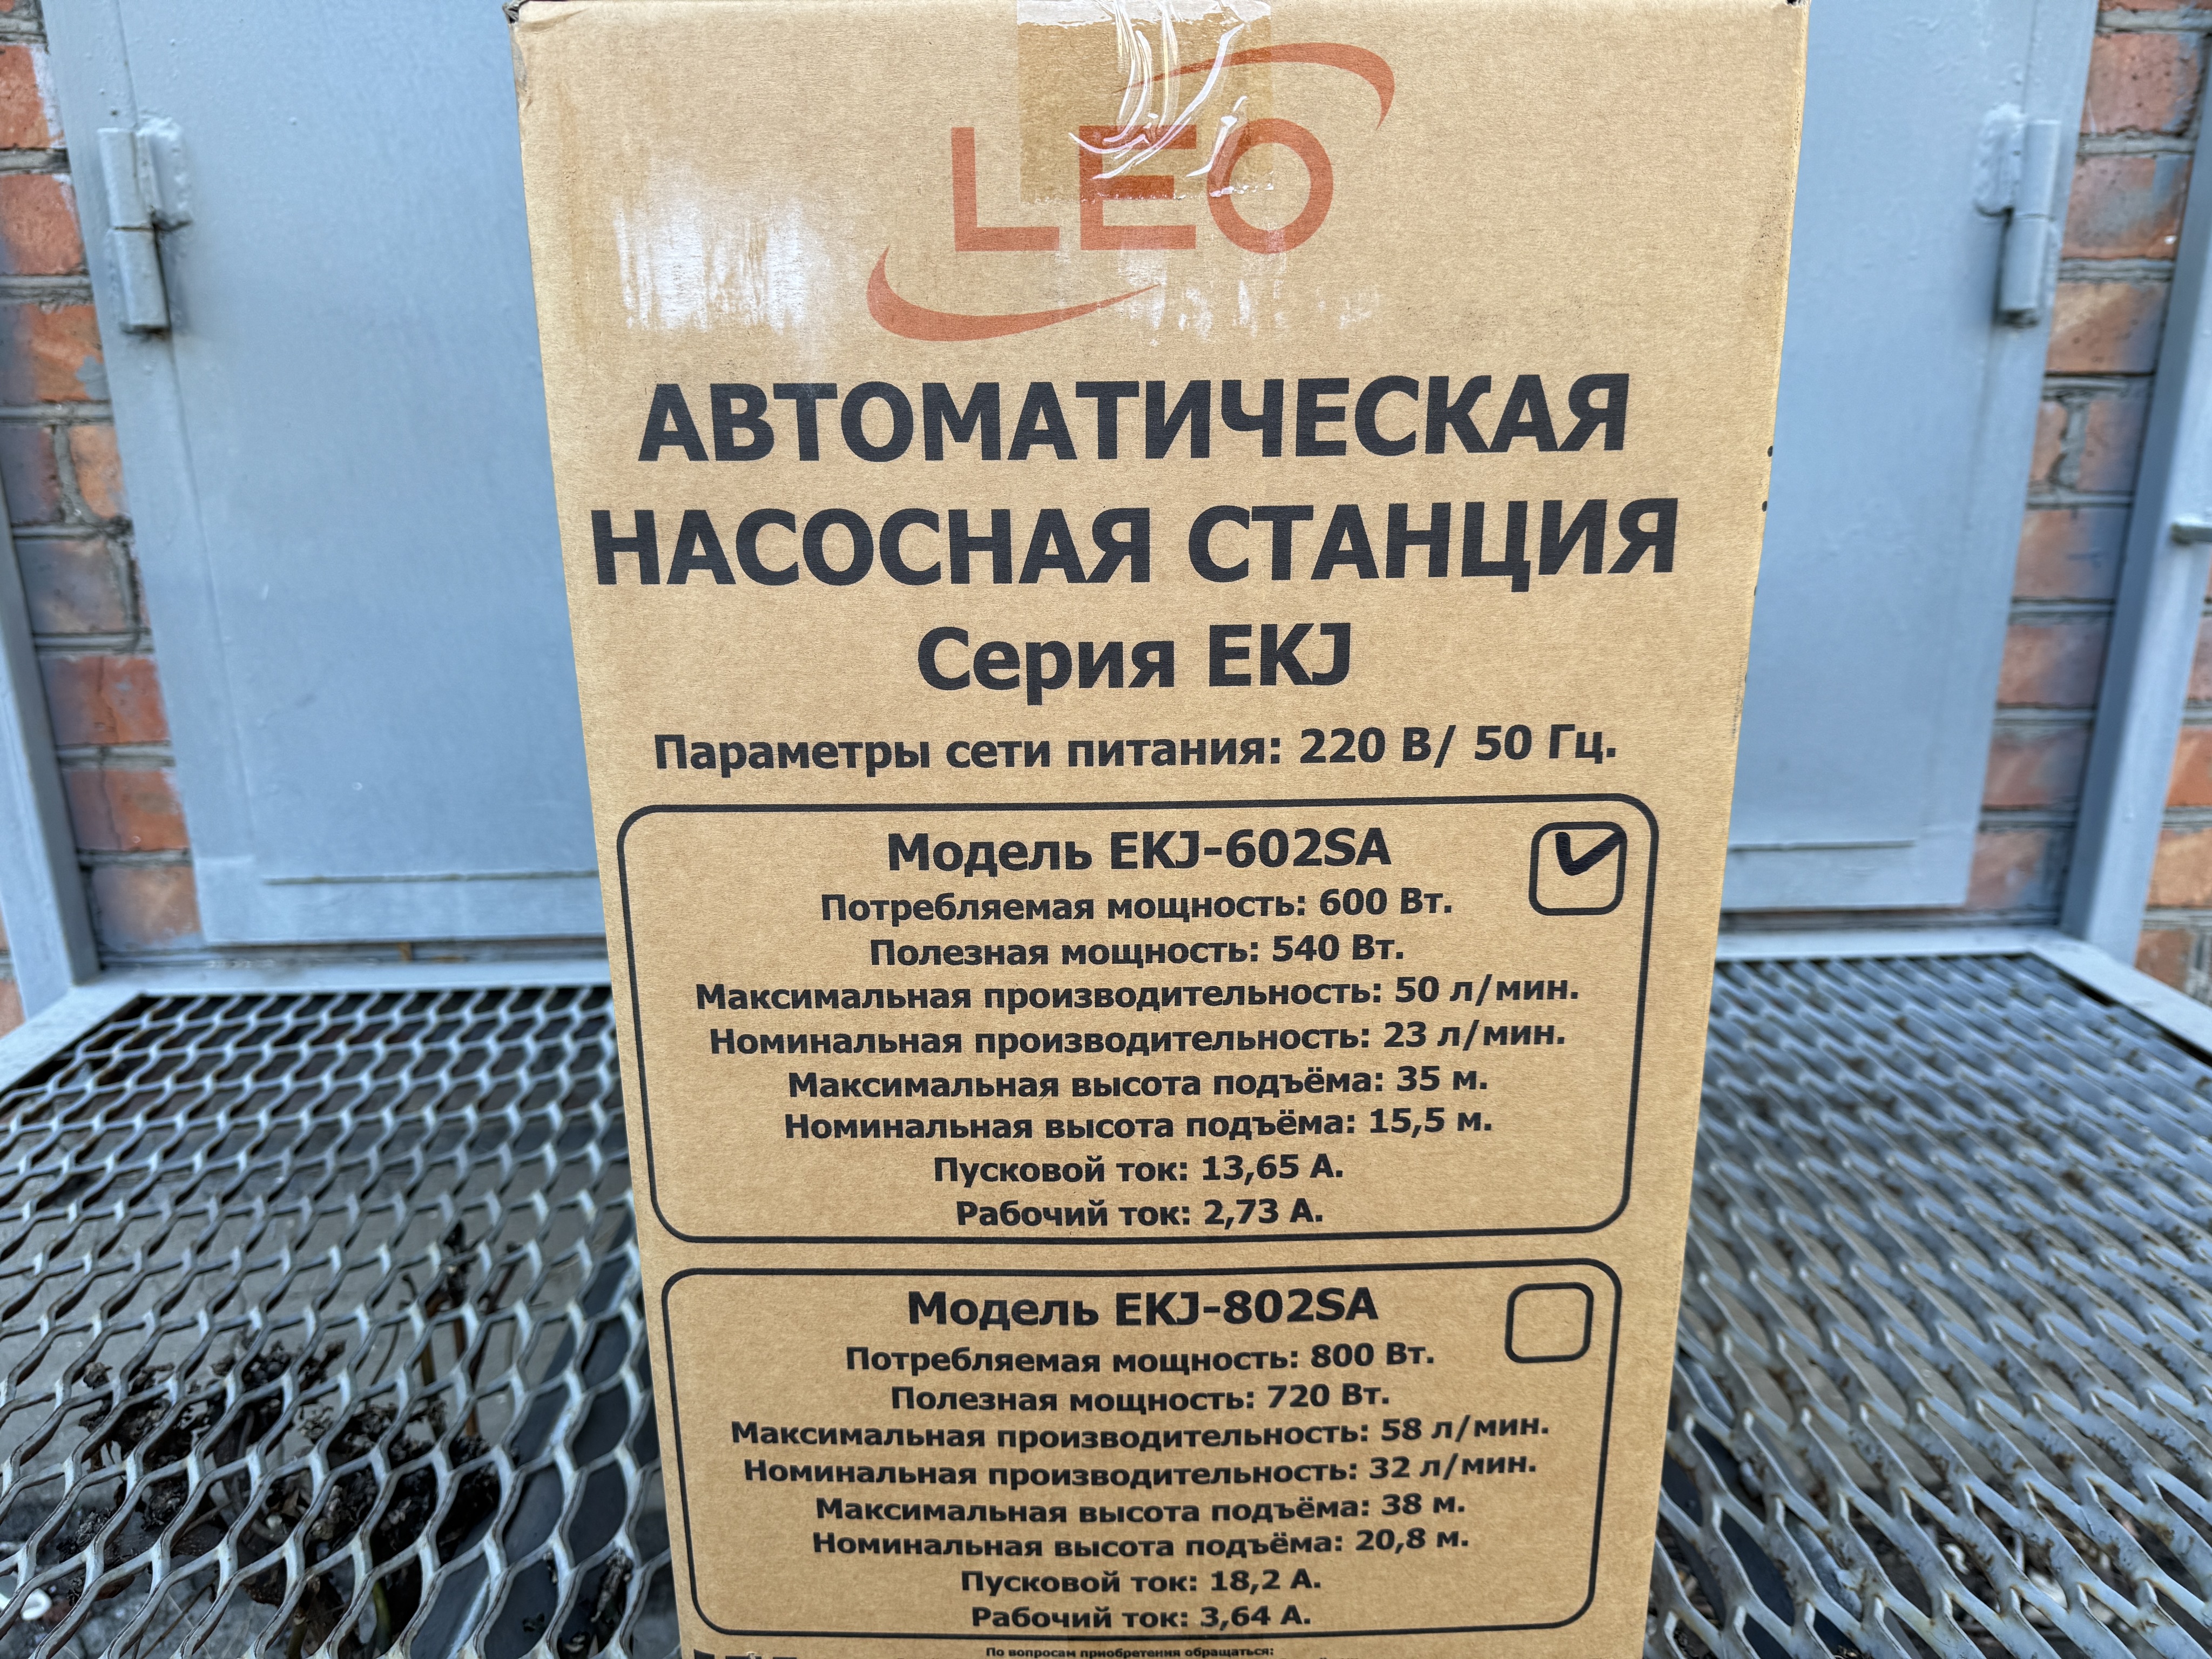 LEO
АВТОМАТИЧЕСКАЯ
НАСОСНАЯ СТАНЦИЯ
Серия EKJ
Параметры сети питания: 220 В/ 50 Гц.
Модель EKJ-602SA
Потребляемая мощность: 600 Вт.
Полезная мощность: 540 Вт.
Максимальная производительность: 50 л/мин.
Номинальная производительность: 23 л/мин.
Максимальная высота подъёма: 35 м.
Номинальная высота подъёма: 15,5 м.
Пусковой ток: 13,65 А.
Рабочий ток: 2,73 А.
Модель EKJ-802SA
Потребляемая мощность: 800 Вт.
Полезная мощность: 720 Вт.
Максимальная производительность: 58 л/мин.
Номинальная производительность: 32 л/мин.
Максимальная высота подъёма: 38 м.
Номинальная высота подъёма: 20,8 м.
Пусковой ток: 18,2 А.
Рабочий ток: 3,64 А.
По вопросам приобретения обращаться: